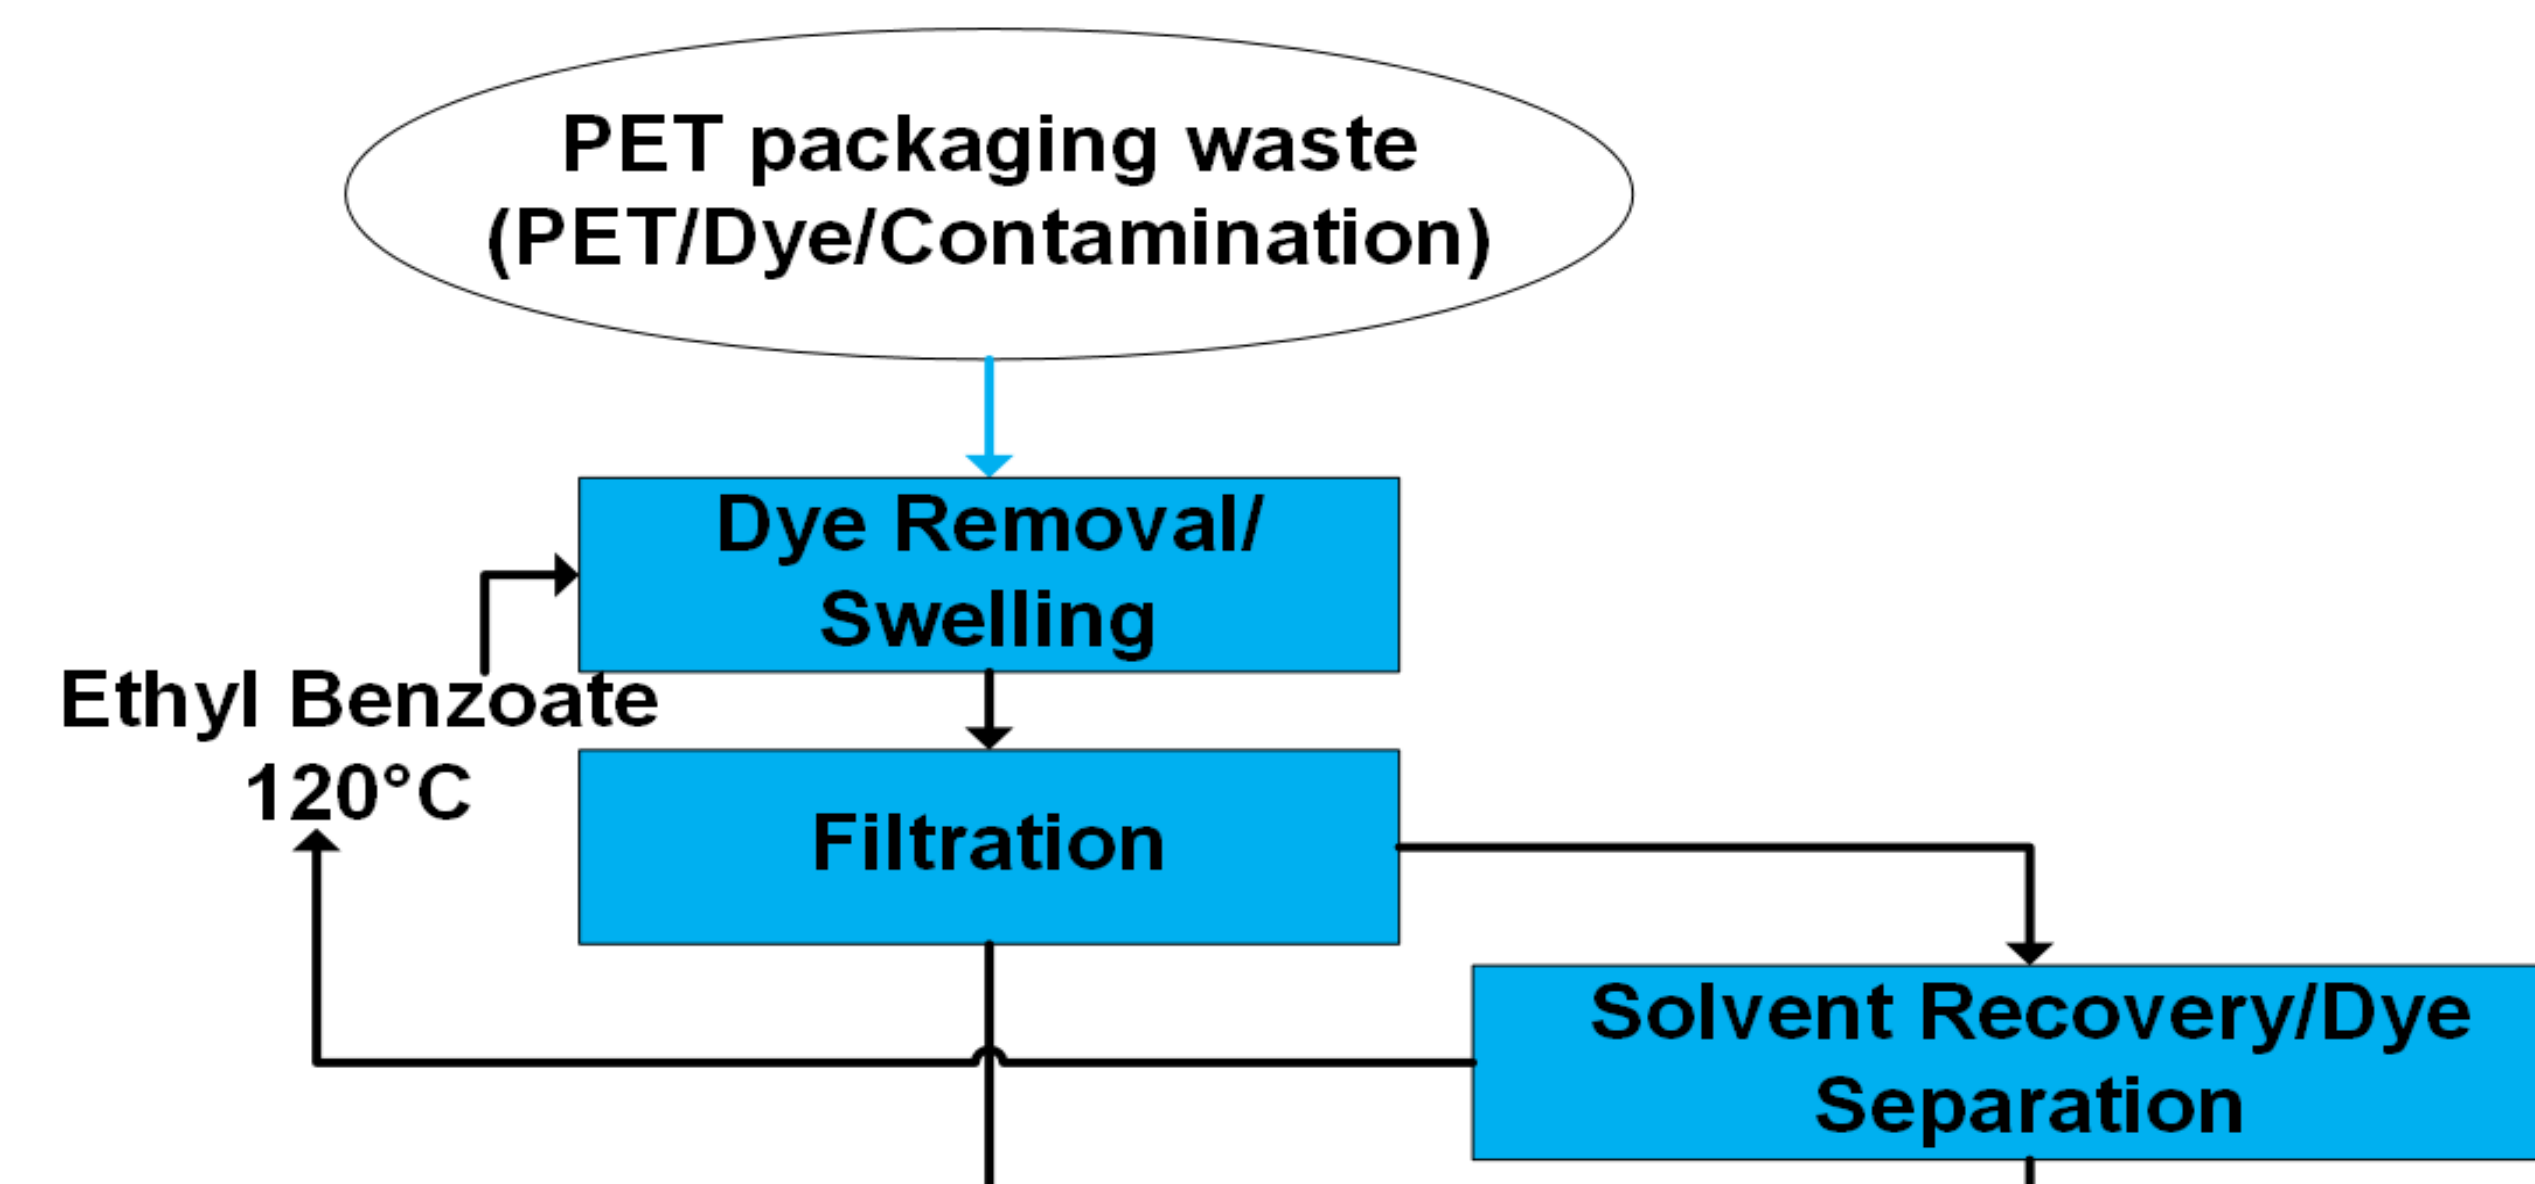 PET packaging waste
(PET/Dye/Contamination)
Dye Removal/
Swelling
Ethyl Benzoate
120°C
Filtration
Solvent Recovery/Dye
Separation